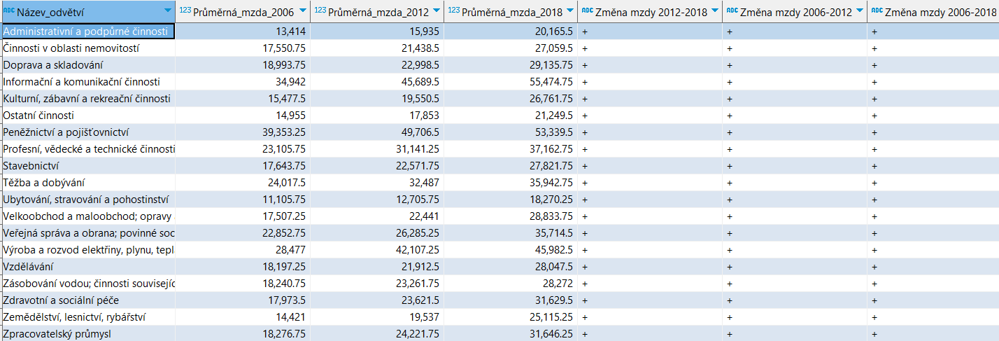 ABC Název_odvětví 123 Průměrná_mzda_2006 123 Průměrná_mzda_2012 123 Průměrná_mzda_2018 ABC Změna mzdy 2012-2018 ABC Změna mzdy 2006-2012 ABC Změna mzdy 2006-2018
Administrativní a podpůrné činnosti 13,414 15,935 20,165.5 + + +
Činnosti v oblasti nemovitostí 17,550.75 21,438.5 27,059.5 + + +
Doprava a skladování 18,993.75 22,998.5 29,135.75 + + +
Informační a komunikační činnosti 34,942 45,689.5 55,474.75 + + +
Kulturní, zábavní a rekreační činnosti 15,477.5 19,550.5 26,761.75 + + +
Ostatní činnosti 14,955 17,853 21,249.5 + + +
Peněžnictví a pojišťovnictví 39,353.25 49,706.5 53,339.5 + + +
Profesní, vědecké a technické činnosti 23,105.75 31,141.25 37,162.75 + + +
Stavebnictví 17,643.75 22,571.75 27,821.75 + + +
Těžba a dobývání 24,017.5 32,487 35,942.75 + + +
Ubytování, stravování a pohostinství 11,105.75 12,705.75 18,270.25 + + +
Velkoobchod a maloobchod; opravy 17,507.25 22,441 28,833.75 + + +
Veřejná správa a obrana; povinné soc 22,852.75 26,285.25 35,714.5 + + +
Výroba a rozvod elektřiny, plynu, tepl 28,477 42,107.25 45,982.5 + + +
Vzdělávání 18,197.25 21,912.5 28,047.5 + + +
Zásobování vodou; činnosti souvisejíc 18,240.75 23,261.75 28,272 + + +
Zdravotní a sociální péče 17,973.5 23,621.5 31,629.5 + + +
Zemědělství, lesnictví, rybářství 14,421 19,537 25,115.25 + + +
Zpracovatelský průmysl 18,276.75 24,221.75 31,646.25 + + +